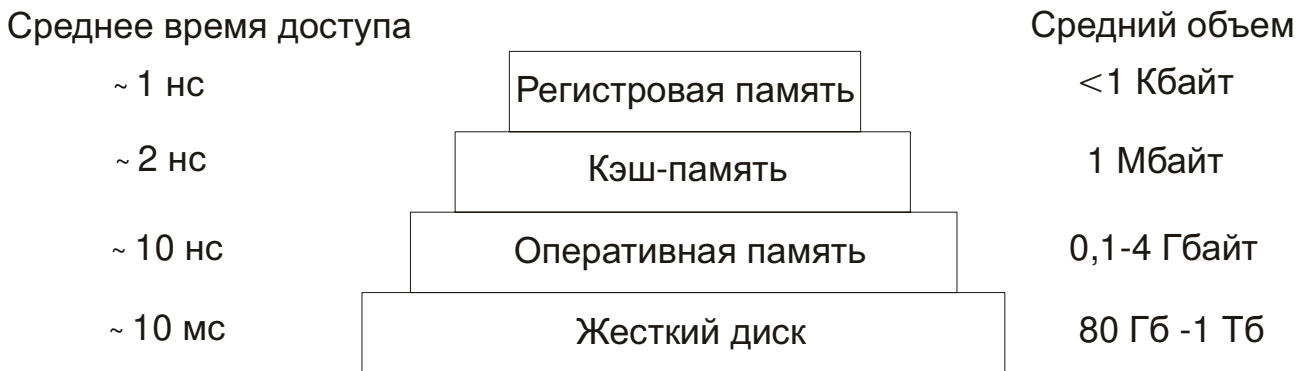 Среднее время доступа Средний объем
~ 1 нс Регистровая память <1 Кбайт
~ 2 нс Кэш-память 1 Мбайт
~ 10 нс Оперативная память 0,1-4 Гбайт
~ 10 мс Жесткий диск 80 Гб -1 Тб